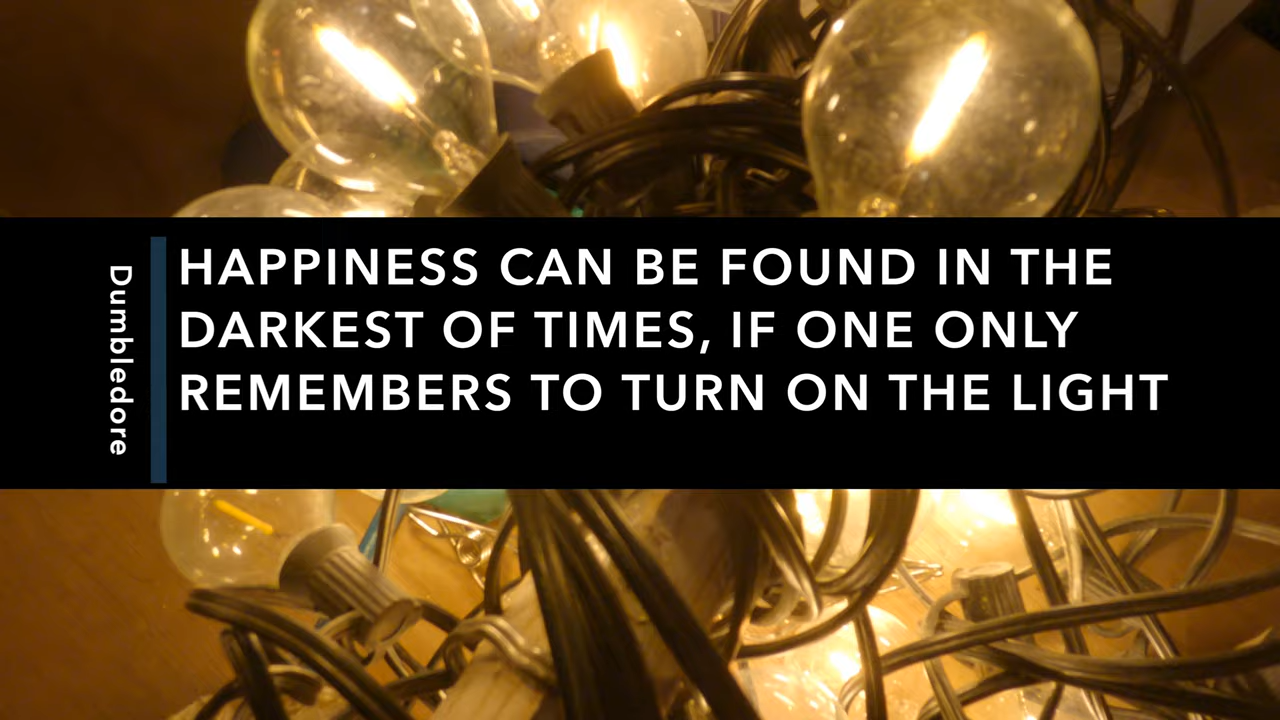 Dumbledore
HAPPINESS CAN BE FOUND IN THE
DARKEST OF TIMES, IF ONE ONLY
REMEMBERS TO TURN ON THE LIGHT